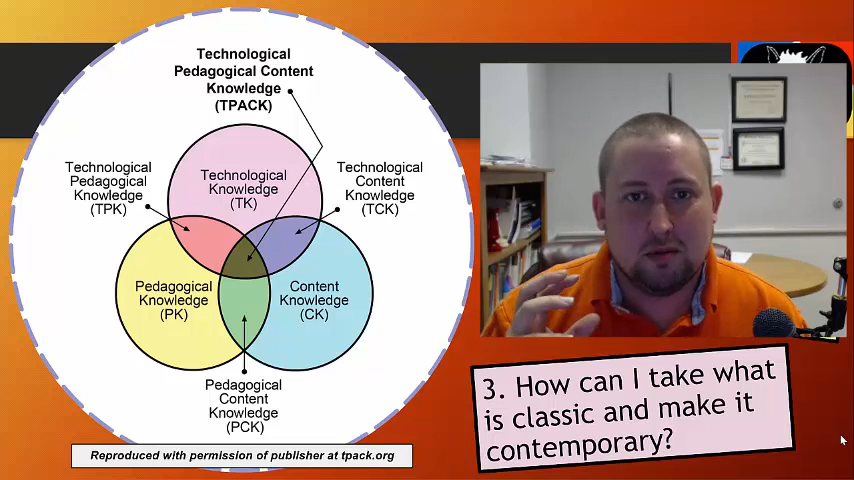 Technological
Pedagogical Content
Knowledge
(TPACK)
Technological
Pedagogical
Knowledge
(TPK)
Technological
Knowledge
(TK)
Technological
Content
Knowledge
(TCK)
Pedagogical
Knowledge
(PK)
Content
Knowledge
(CK)
Pedagogical
Content
Knowledge
(PCK)
Reproduced with permission of publisher at tpack.org
3. How can I take what
is classic and make it
contemporary?